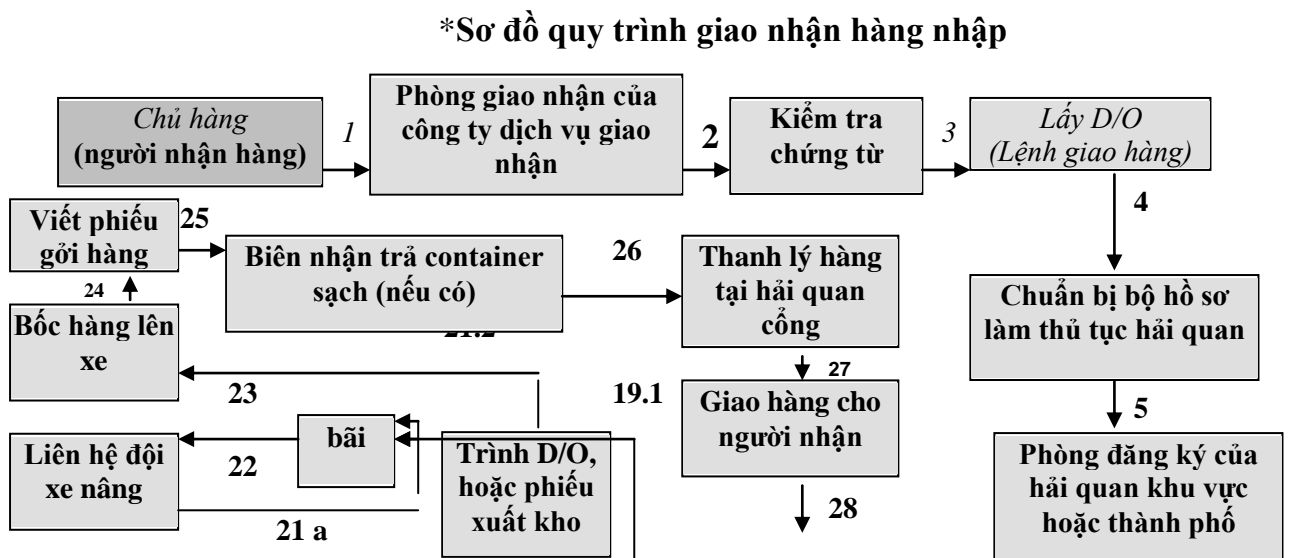 *Sơ đồ quy trình giao nhận hàng nhập
Chủ hàng
(người nhận hàng)
1
Phòng giao nhận của
công ty dịch vụ giao
nhận
2
Kiểm tra
chứng từ
3
Lấy D/O
(Lệnh giao hàng)
4
Viết phiếu
gởi hàng
25
Biên nhận trả container
sạch (nếu có)
26
Thanh lý hàng
tại hải quan
cổng
Chuẩn bị bộ hồ sơ
làm thủ tục hải quan
24
Bốc hàng lên
xe
21.2
27
23
19.1
Giao hàng cho
người nhận
5
bãi
Liên hệ đội
xe nâng
22
Trình D/O,
hoặc phiếu
xuất kho
Phòng đăng ký của
hải quan khu vực
hoặc thành phố
21 a
28